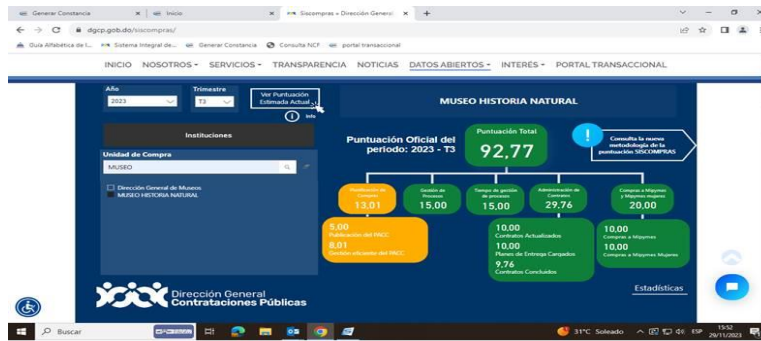 Generar Constancia
Inicio
Siscompras » Dirección General
dgcp.gob.do/siscompras/
Guía Alfabética de I...
Sistema Integral de...
Generar Constancia
Consulta NCF
portal transaccional
INICIO NOSOTROS SERVICIOS TRANSPARENCIA NOTICIAS DATOS ABIERTOS INTERÉS PORTAL TRANSACCIONAL
Año
Trimestre
2023
T3
Ver Puntuación
Estimada Actual
Info
Instituciones
Unidad de Compra
MUSEO
Dirección General de Museos
MUSEO HISTORIA NATURAL
MUSEO HISTORIA NATURAL
Puntuación Oficial del
periodo: 2023 - T3
Puntuación Total
92,77
Consulta la nueva
metodología de la
puntuación SISCOMPRAS
Planificación de
Compras
13,01
Gestión de
Procesos
15,00
Tiempo de gestión
de procesos
15,00
Administración de
Contratos
29,76
Compras a Mipymes
y Mipymes mujeres
20,00
5,00
Publicación del PACC
8,01
Gestión eficiente del PACC
10,00
Contratos Actualizados
10,00
Planes de Entrega Cargados
9,76
Contratos Concluidos
10,00
Compras a Mipymes
10,00
Compras a Mipymes Mujeres
Estadísticas
Dirección General
Contrataciones Públicas
Buscar
31°C Soleado
ESP
15:52
29/11/2023